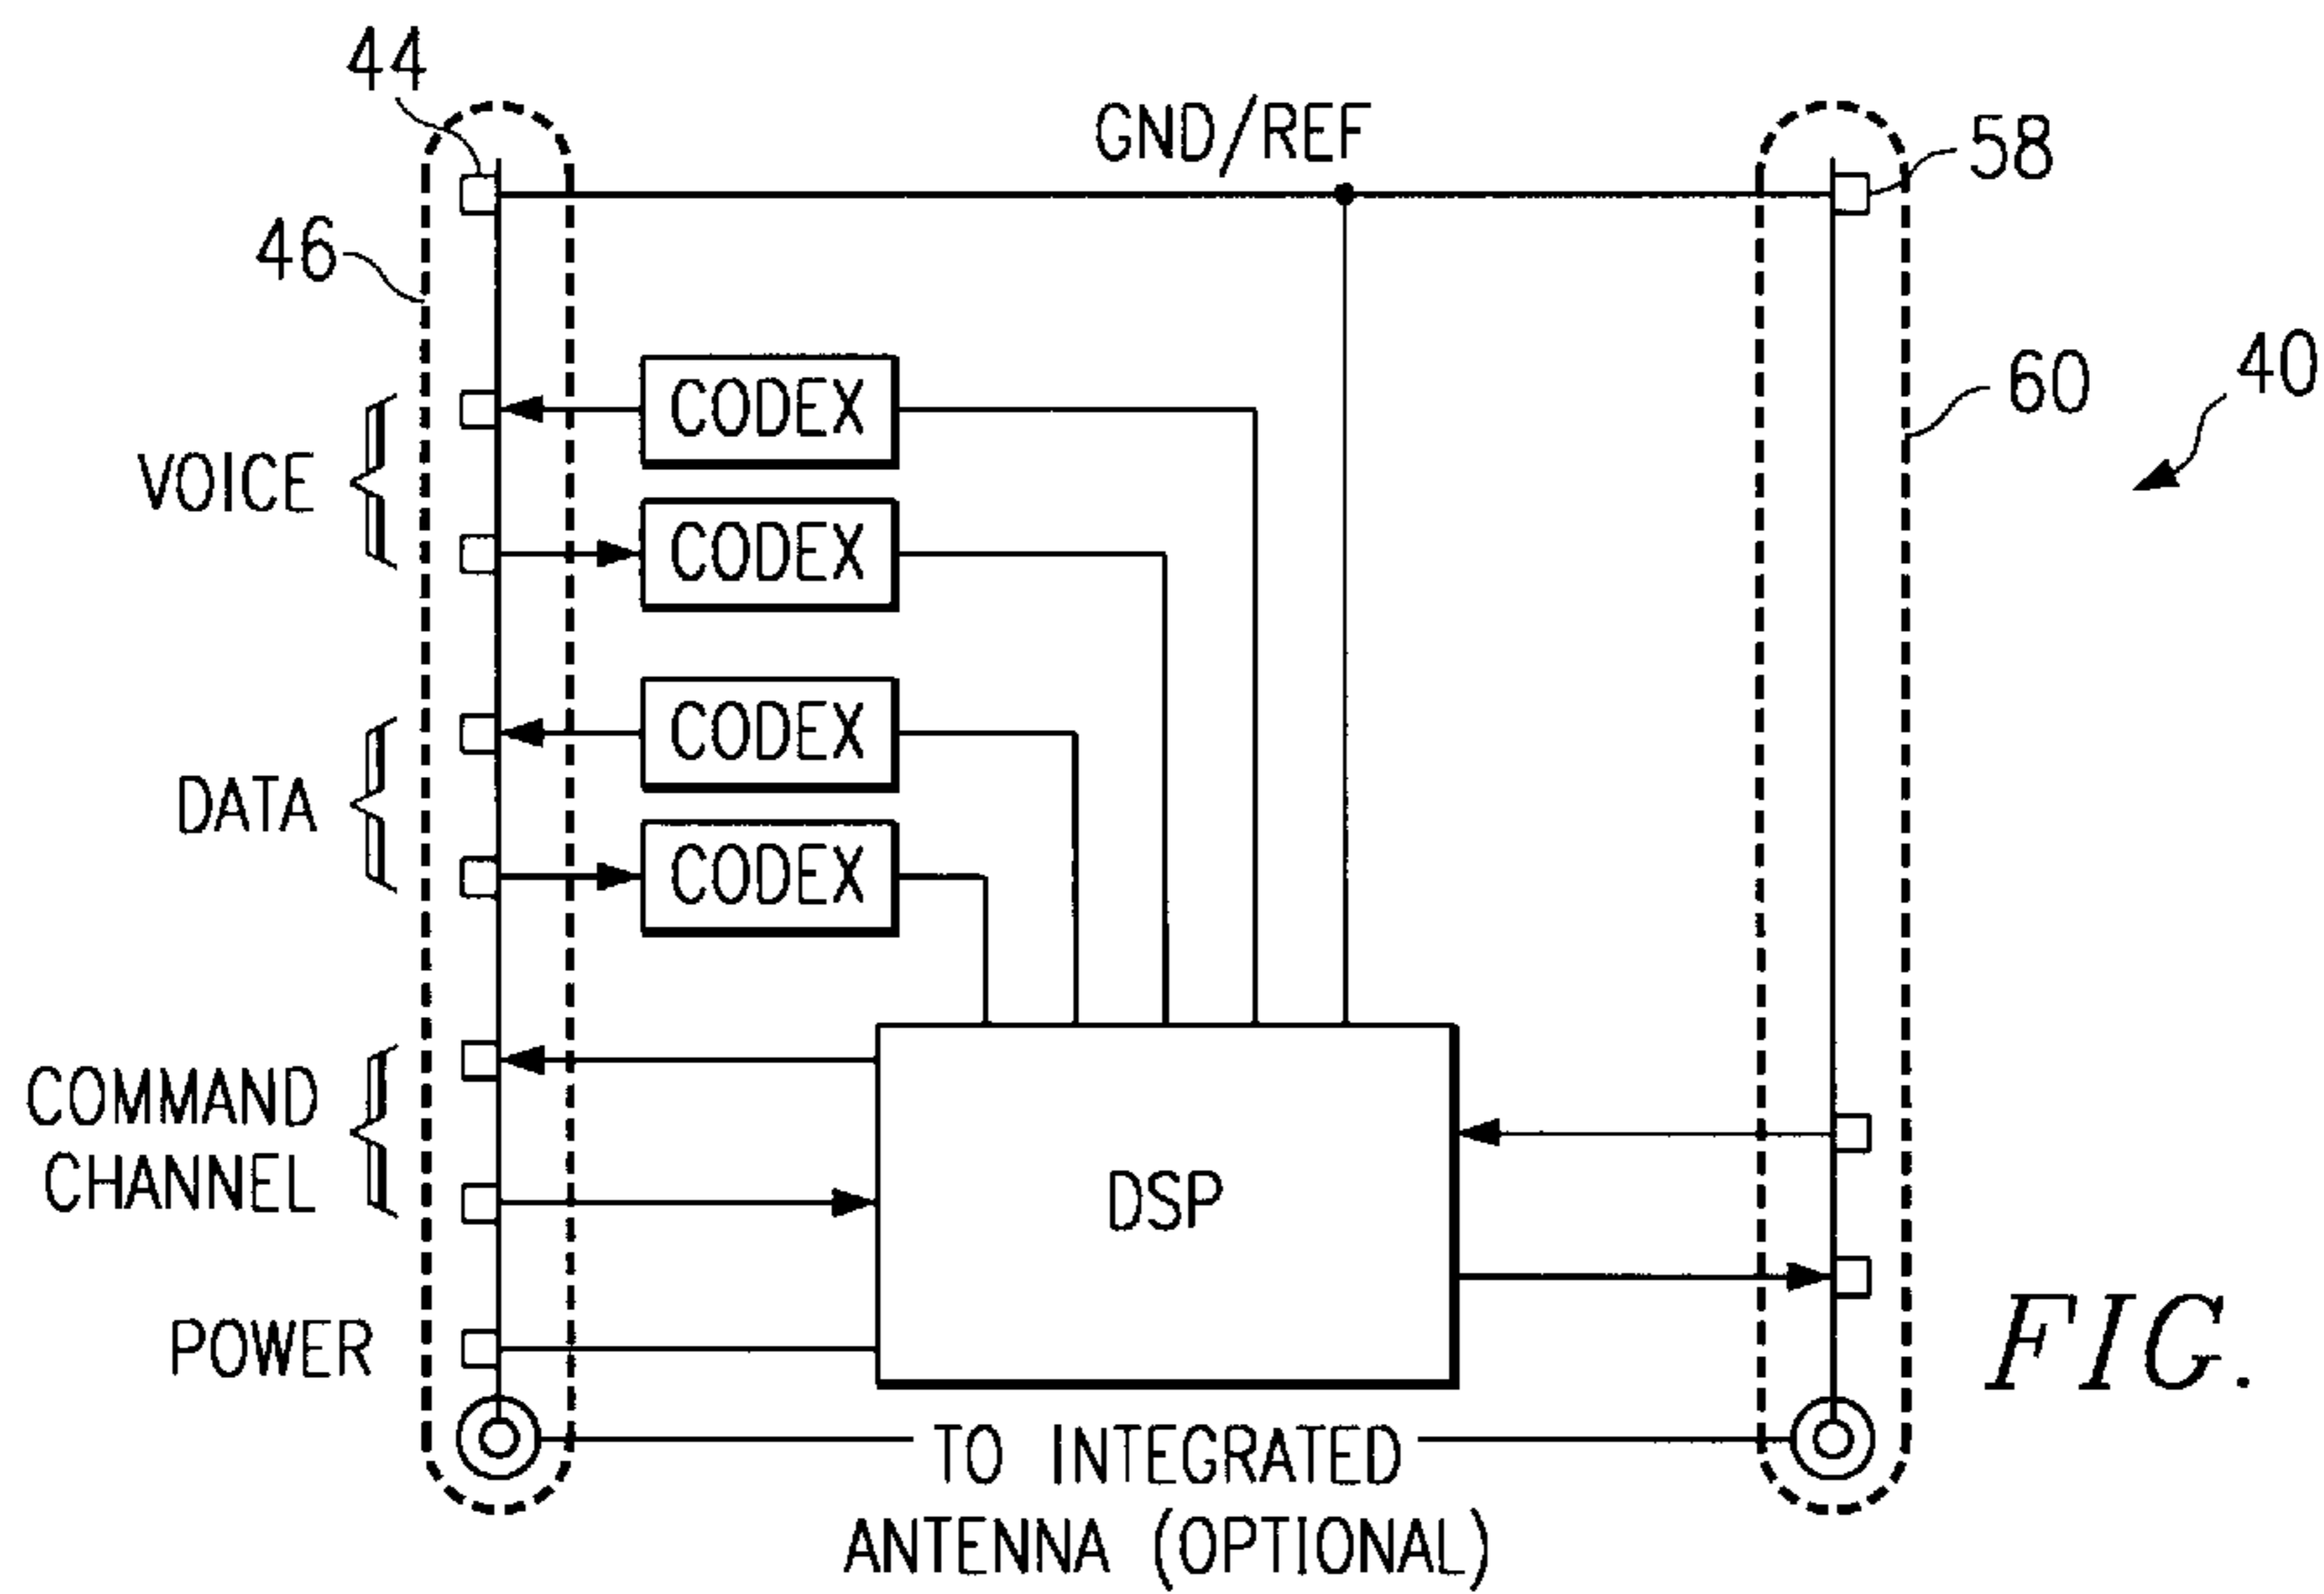 44
GND/REF
58
46
60
40
CODEX
VOICE
CODEX
CODEX
DATA
CODEX
COMMAND
CHANNEL
DSP
POWER
FIG.
TO INTEGRATED
ANTENNA (OPTIONAL)